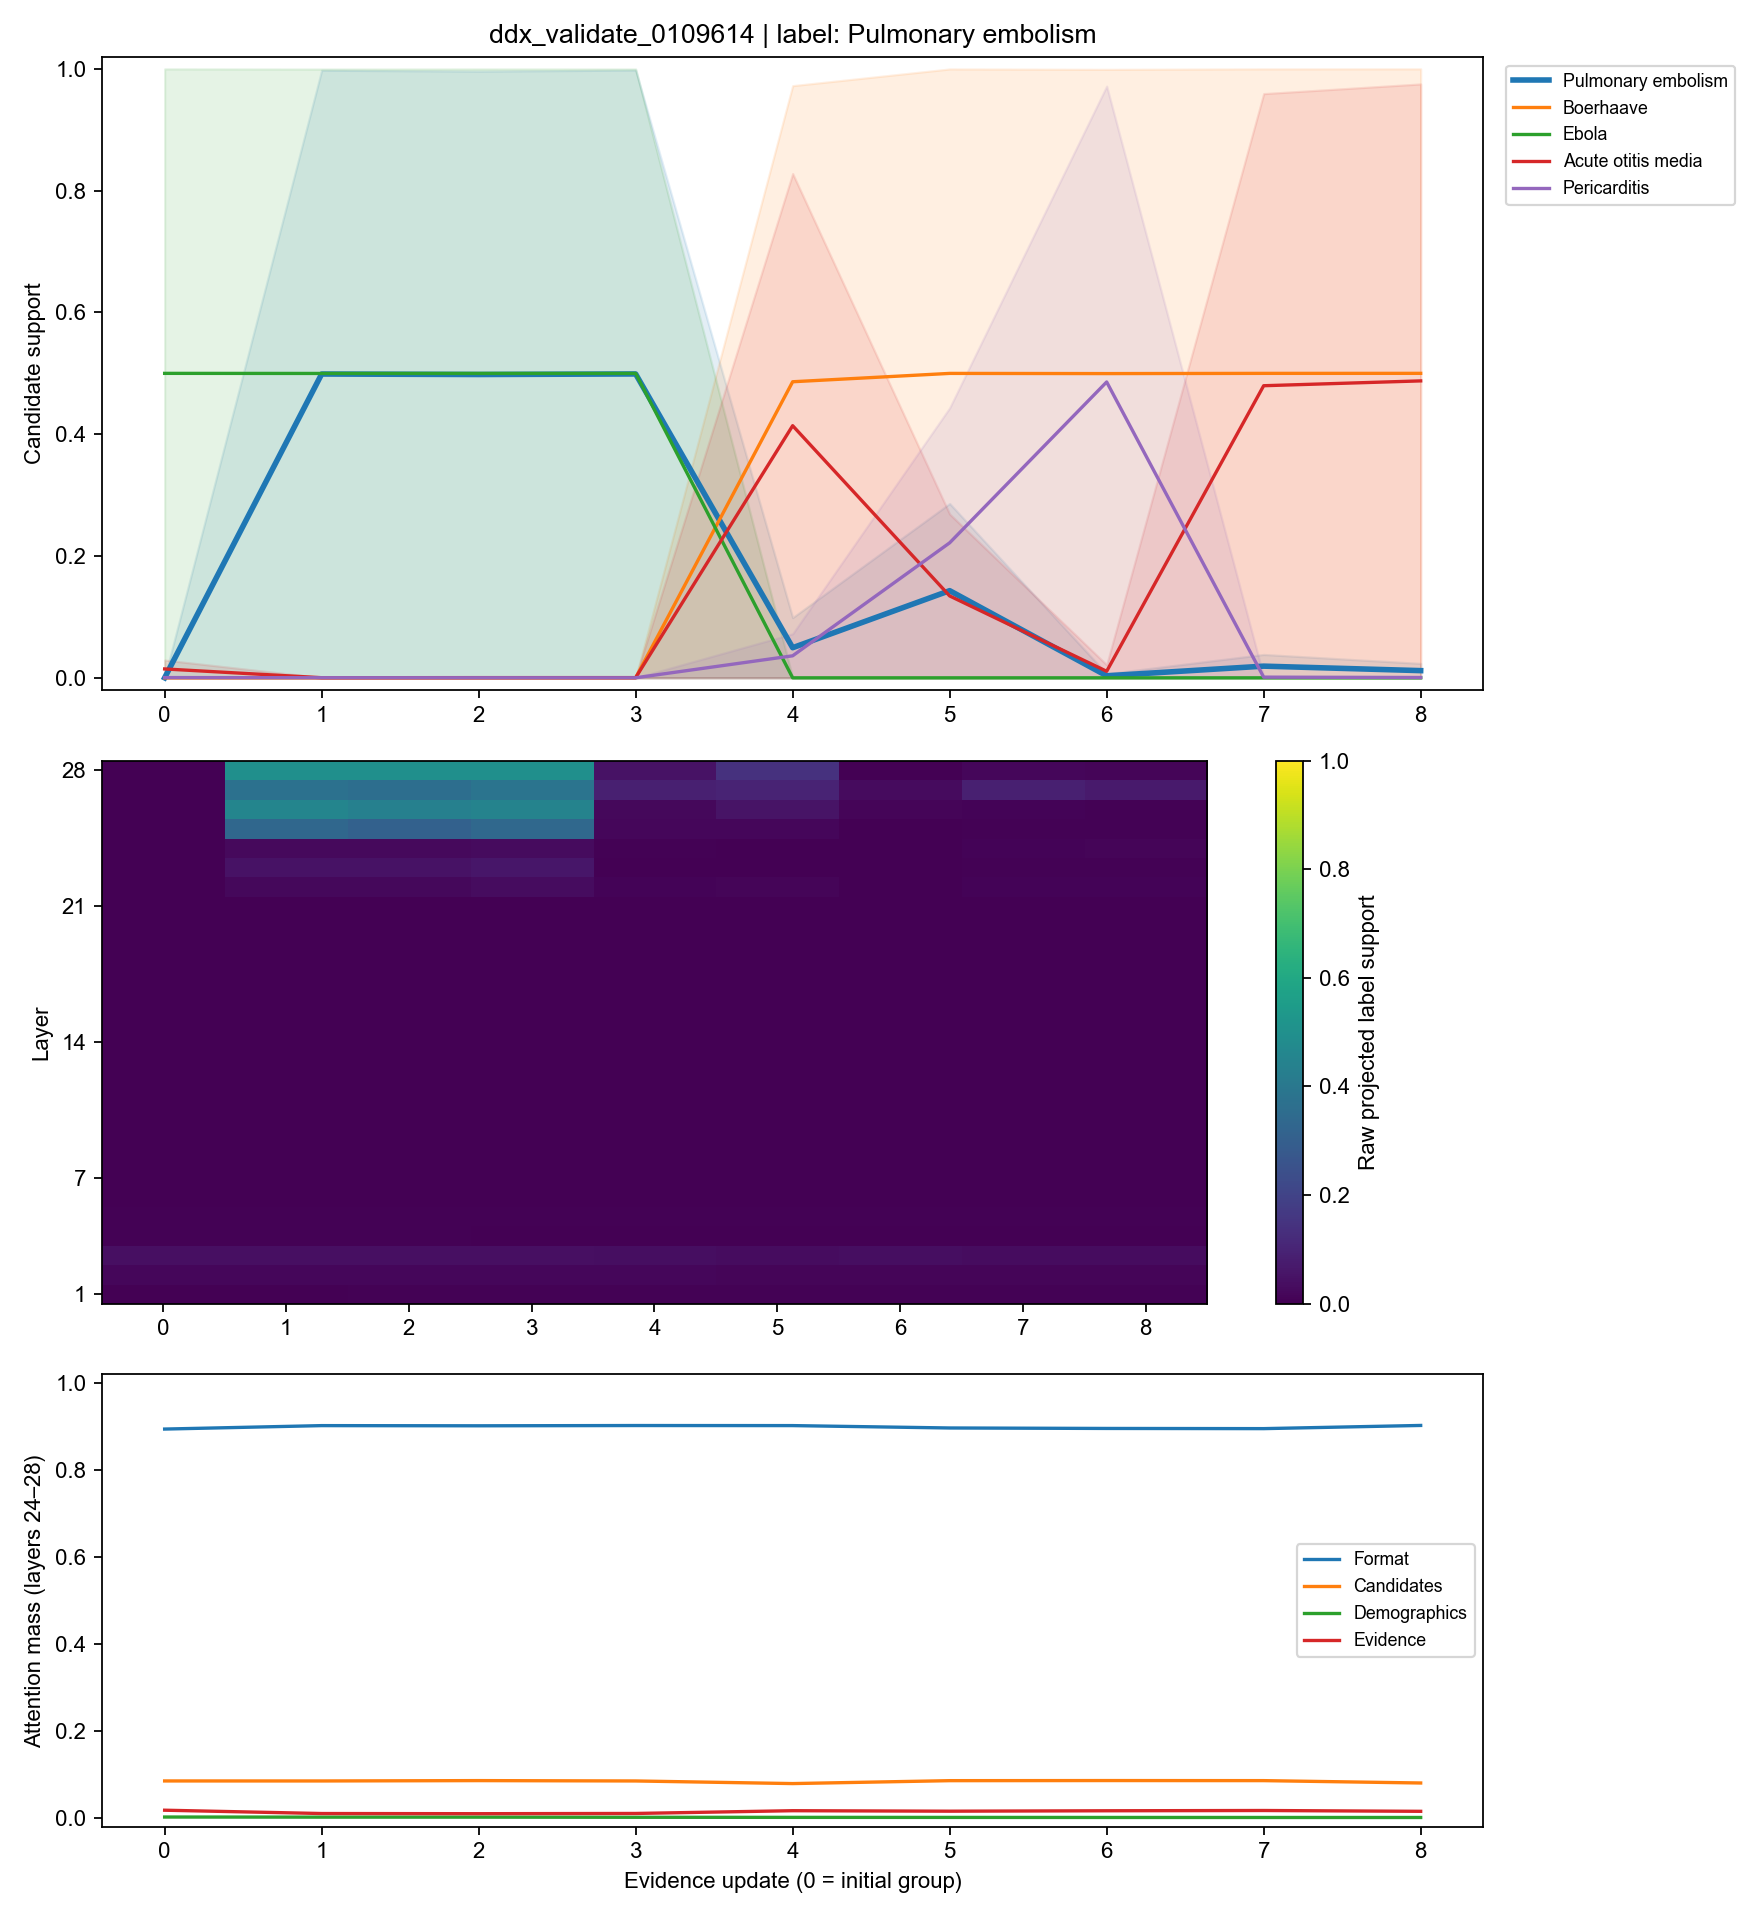 ddx_validate_0109614 | label: Pulmonary embolism
Candidate support
1.0
0.8
0.6
0.4
0.2
0.0
0 1 2 3 4 5 6 7 8
Pulmonary embolism
Boerhaave
Ebola
Acute otitis media
Pericarditis
Layer
28
21
14
7
1
0 1 2 3 4 5 6 7 8
1.0
0.8
0.6
0.4
0.2
0.0
Raw projected label support
Attention mass (layers 24–28)
1.0
0.8
0.6
0.4
0.2
0.0
Format
Candidates
Demographics
Evidence
0 1 2 3 4 5 6 7 8
Evidence update (0 = initial group)